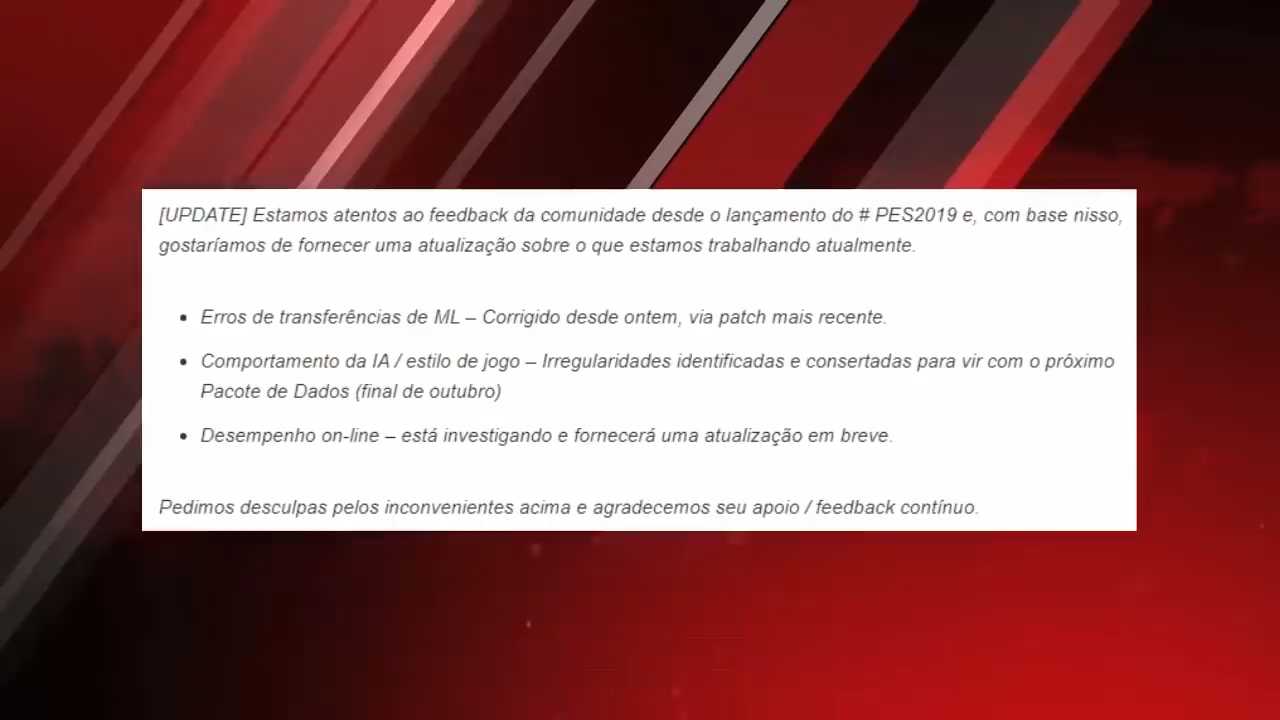 [UPDATE] Estamos atentos ao feedback da comunidade desde o lançamento do # PES2019 e, com base nisso,
gostaríamos de fornecer uma atualização sobre o que estamos trabalhando atualmente.
• Erros de transferências de ML – Corrigido desde ontem, via patch mais recente.
• Comportamento da IA / estilo de jogo – Irregularidades identificadas e consertadas para vir com o próximo
Pacote de Dados (final de outubro)
• Desempenho on-line – está investigando e fornecerá uma atualização em breve.
Pedimos desculpas pelos inconvenientes acima e agradecemos seu apoio / feedback contínuo.